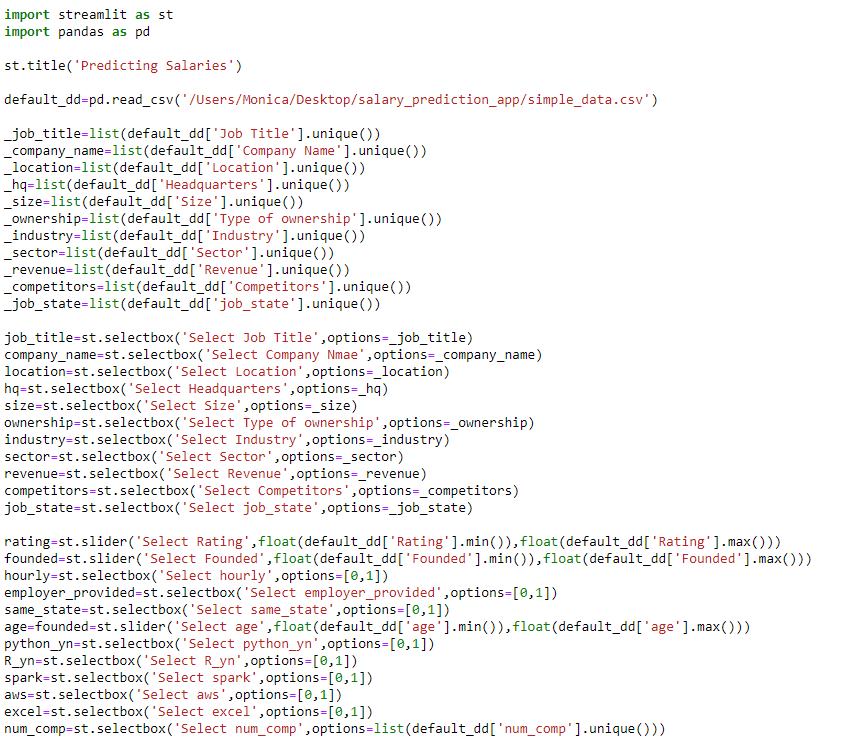 import streamlit as st
import pandas as pd
st.title('Predicting Salaries')
default_dd=pd.read_csv('/Users/Monica/Desktop/salary_prediction_app/simple_data.csv')
_job_title=list(default_dd['Job Title'].unique())
_company_name=list(default_dd['Company Name'].unique())
_location=list(default_dd['Location'].unique())
_hq=list(default_dd['Headquarters'].unique())
_size=list(default_dd['Size'].unique())
_ownership=list(default_dd['Type of ownership'].unique())
_industry=list(default_dd['Industry'].unique())
_sector=list(default_dd['Sector'].unique())
_revenue=list(default_dd['Revenue'].unique())
_competitors=list(default_dd['Competitors'].unique())
_job_state=list(default_dd['job_state'].unique())
job_title=st.selectbox('Select Job Title',options=_job_title)
company_name=st.selectbox('Select Company Nmae',options=_company_name)
location=st.selectbox('Select Location',options=_location)
hq=st.selectbox('Select Headquarters',options=_hq)
size=st.selectbox('Select Size',options=_size)
ownership=st.selectbox('Select Type of ownership',options=_ownership)
industry=st.selectbox('Select Industry',options=_industry)
sector=st.selectbox('Select Sector',options=_sector)
revenue=st.selectbox('Select Revenue',options=_revenue)
competitors=st.selectbox('Select Competitors',options=_competitors)
job_state=st.selectbox('Select job_state',options=_job_state)
rating=st.slider('Select Rating',float(default_dd['Rating'].min()),float(default_dd['Rating'].max()))
founded=st.slider('Select Founded',float(default_dd['Founded'].min()),float(default_dd['Founded'].max()))
hourly=st.selectbox('Select hourly',options=[0,1])
employer_provided=st.selectbox('Select employer_provided',options=[0,1])
same_state=st.selectbox('Select same_state',options=[0,1])
age=founded=st.slider('Select age',float(default_dd['age'].min()),float(default_dd['age'].max()))
python_yn=st.selectbox('Select python_yn',options=[0,1])
R_yn=st.selectbox('Select R_yn',options=[0,1])
spark=st.selectbox('Select spark',options=[0,1])
aws=st.selectbox('Select aws',options=[0,1])
excel=st.selectbox('Select excel',options=[0,1])
num_comp=st.selectbox('Select num_comp',options=list(default_dd['num_comp'].unique()))